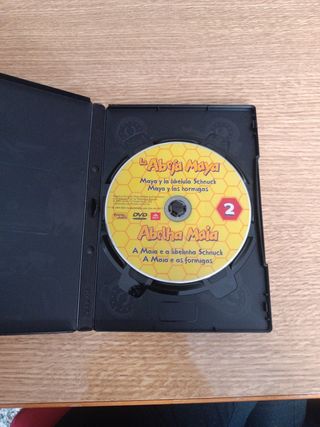 La Abeja Maya
Maya y la libélula Schnuck
Maya y las hormigas
2
DVD
Abelha Maia
A Maia e a libelinha Schnuck
A Maia e as formigas